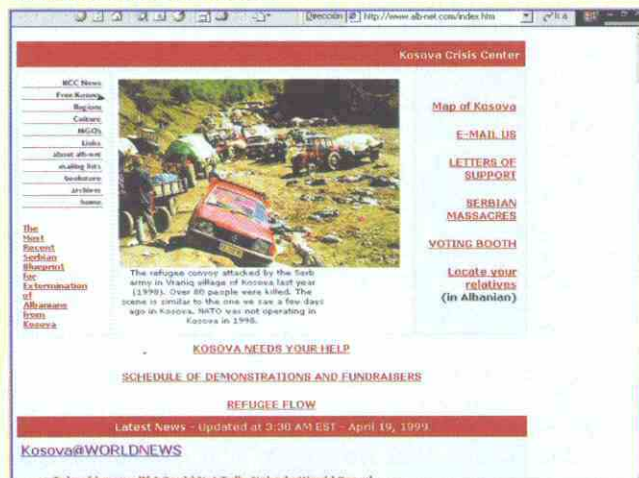 Dirección http://www.alb-net.com/index.htm
Kosova Crisis Center
KCC News
Free Kosova
Regions
Culture
NGOs
Links
about alb-net
mailing lists
bookstore
archives
home
The
Most
Recent
Serbian
Blueprint
for
Extermination
of
Albanians
from
Kosova
The refugee convoy attacked by the Serb
army in Vraniq village of Kosova last year
(1998). Over 80 people were killed. The
scene is similar to the one we saw a few days
ago in Kosova. NATO was not operating in
Kosova in 1998.
Map of Kosova
E-MAIL US
LETTERS OF
SUPPORT
SERBIAN
MASSACRES
VOTING BOOTH
Locate your
relatives
(in Albanian)
KOSOVA NEEDS YOUR HELP
SCHEDULE OF DEMONSTRATIONS AND FUNDRAISERS
REFUGEE FLOW
Latest News - Updated at 3:30 AM EST - April 19, 1999
Kosova@WORLDNEWS